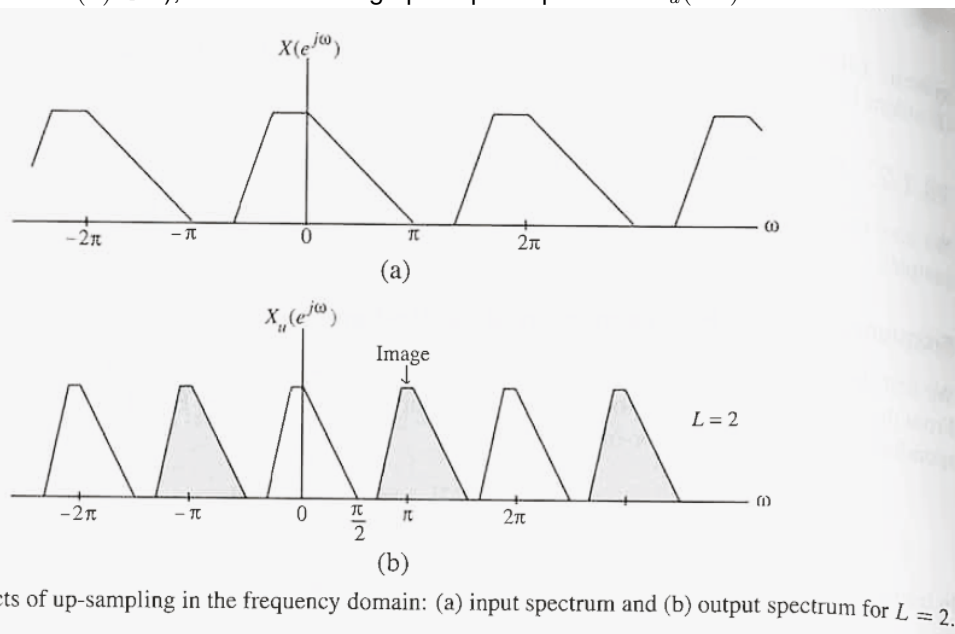 X(e^{jω})
−2π −π 0 π 2π ω
(a)
X_u(e^{jω})
Image
L = 2
−2π −π 0 π/2 π 2π ω
(b)
cts of up-sampling in the frequency domain: (a) input spectrum and (b) output spectrum for L = 2.